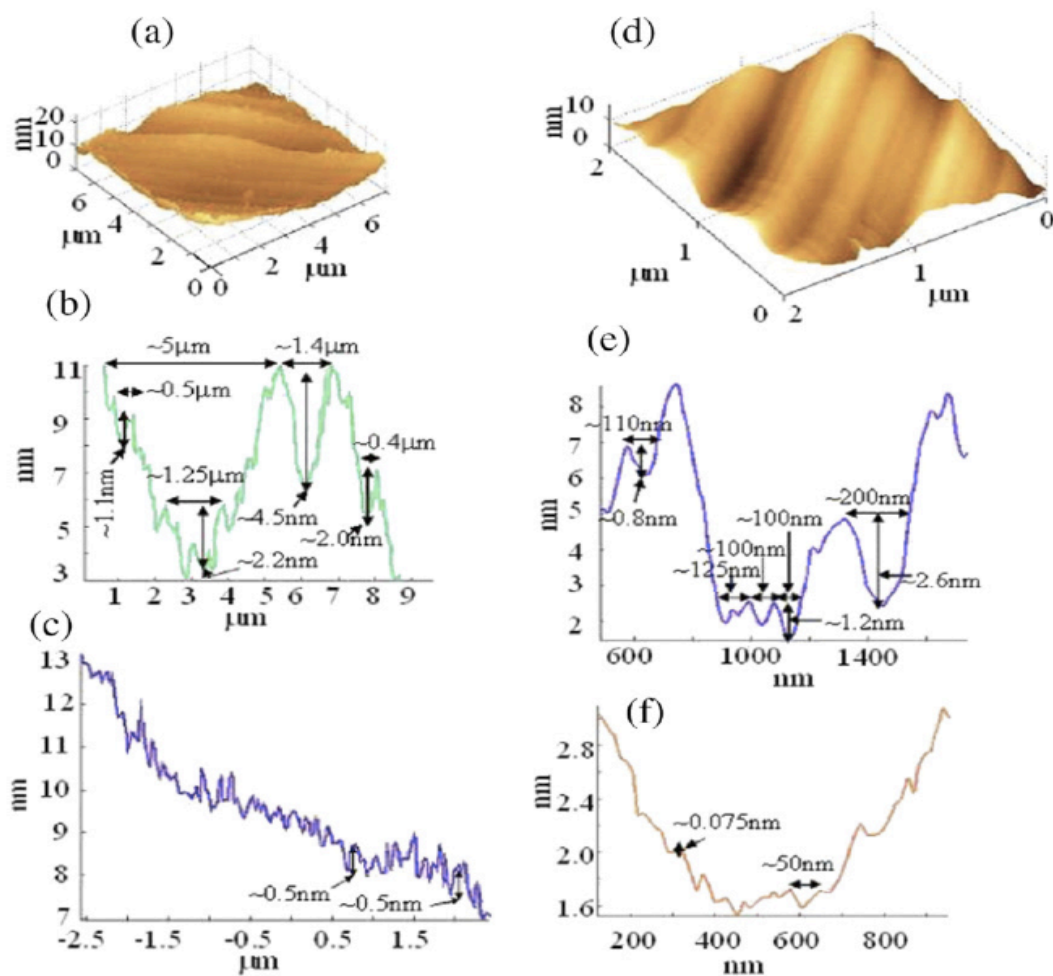 (a)
20
10
0
nm
6
4
2
0
μm
0
2
4
6
μm
(d)
10
0
nm
2
1
0
μm
2
1
0
μm
(b)
11
9
7
5
3
nm
~5μm
~1.4μm
~0.5μm
~1.1nm
~1.25μm
~2.2nm
~4.5nm
~0.4μm
~2.0nm
1 2 3 4 5 6 7 8 9
μm
(e)
8
7
5
4
3
2
nm
~110nm
~0.8nm
~200nm
~100nm
~100nm
~125nm
~2.6nm
~1.2nm
600 1000 1400
nm
(c)
13
12
11
10
9
8
7
nm
~0.5nm
~0.5nm
-2.5 -1.5 -0.5 0.5 1.5
μm
(f)
2.8
2.4
2.0
1.6
nm
~0.075nm
~50nm
200 400 600 800
nm